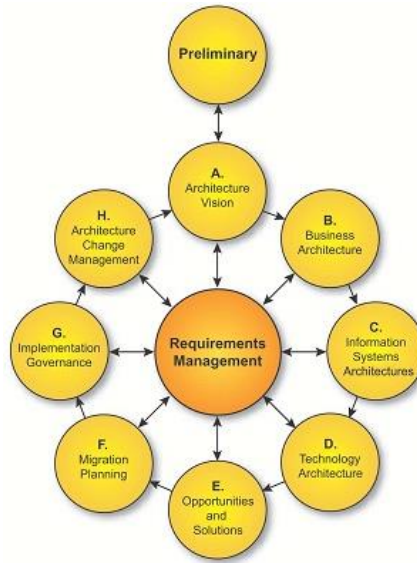 Preliminary
A.
Architecture
Vision
H.
Architecture
Change
Management
B.
Business
Architecture
G.
Implementation
Governance
Requirements
Management
C.
Information
Systems
Architectures
F.
Migration
Planning
D.
Technology
Architecture
E.
Opportunities
and
Solutions